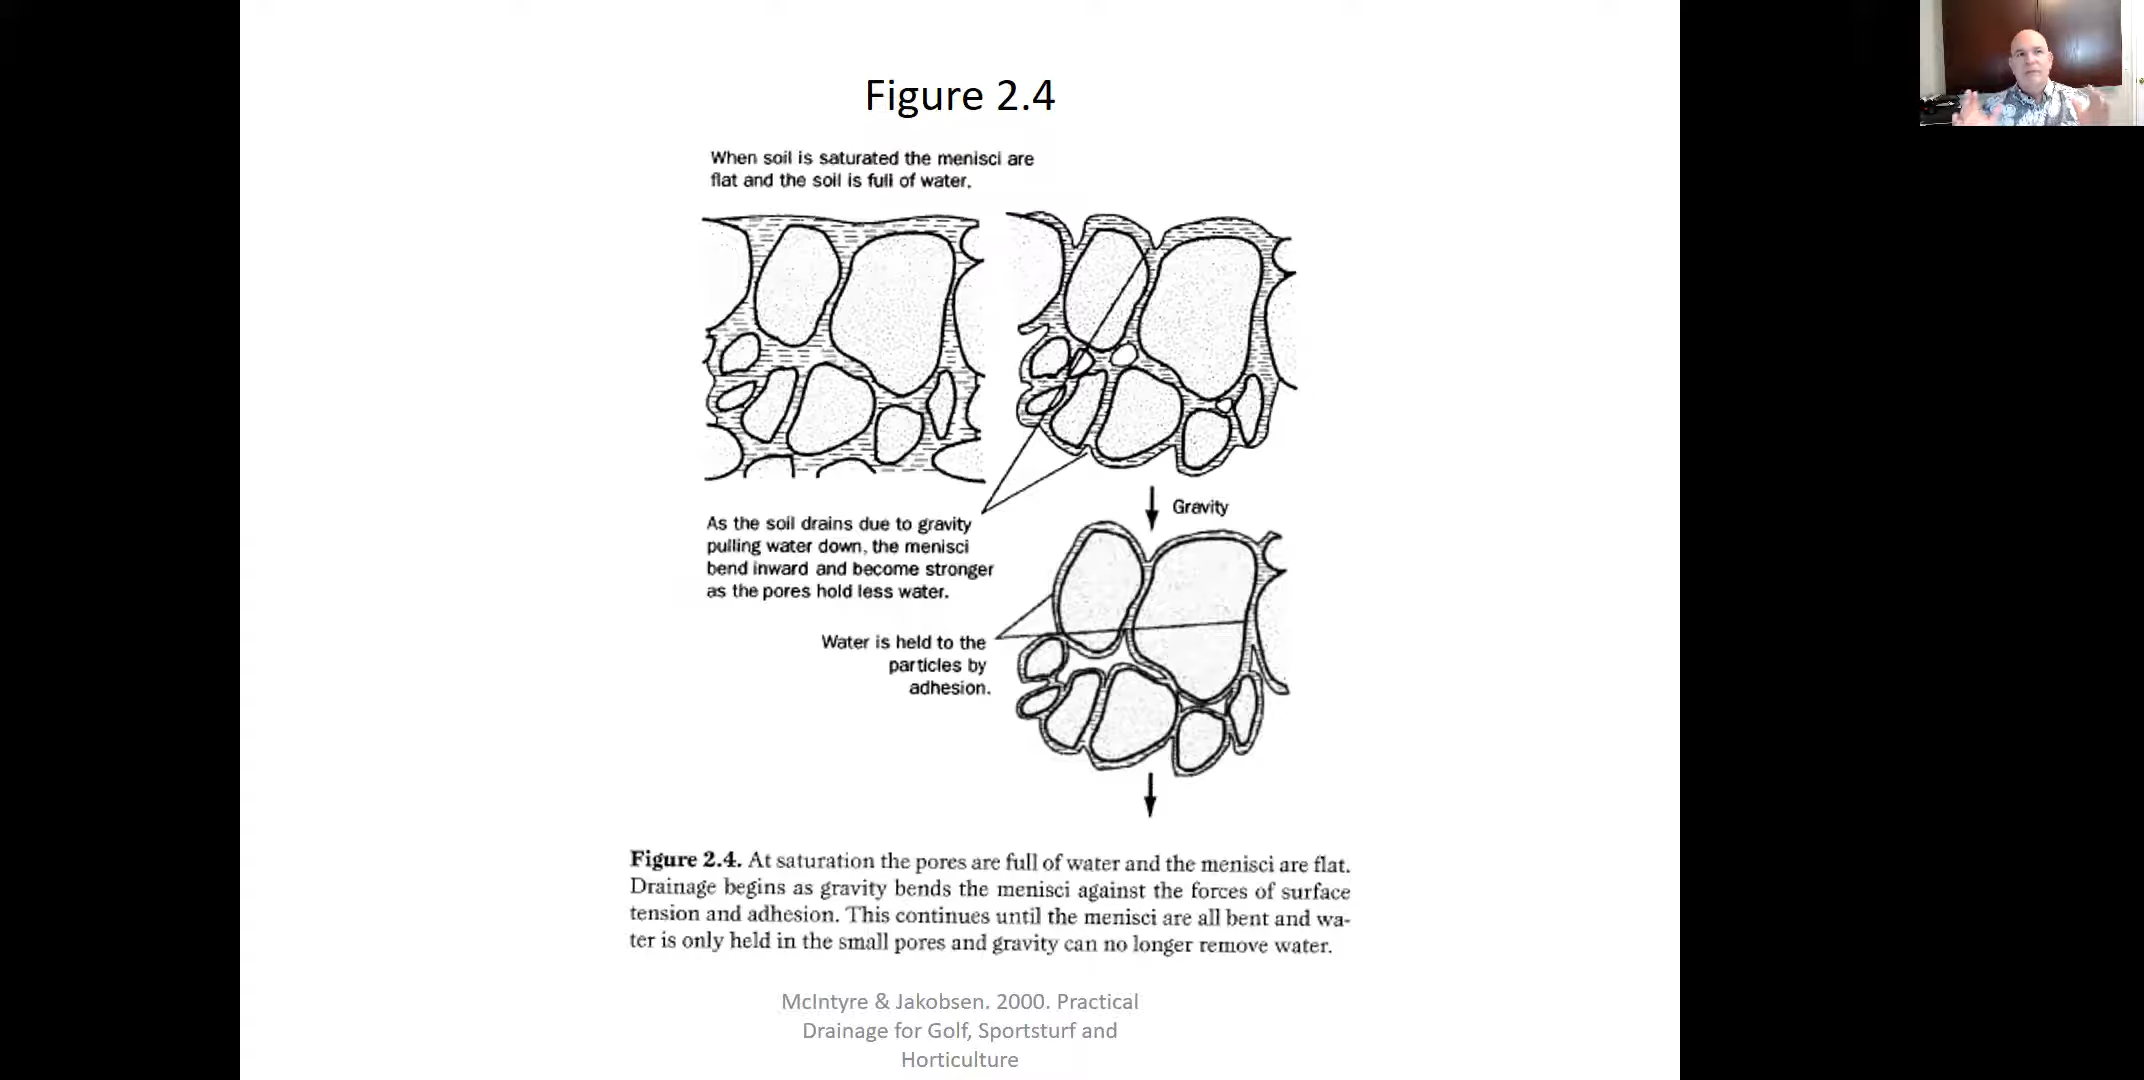 Figure 2.4
When soil is saturated the menisci are
flat and the soil is full of water.
As the soil drains due to gravity
pulling water down, the menisci
bend inward and become stronger
as the pores hold less water.
Gravity
Water is held to the
particles by
adhesion.
Figure 2.4. At saturation the pores are full of water and the menisci are flat.
Drainage begins as gravity bends the menisci against the forces of surface
tension and adhesion. This continues until the menisci are all bent and wa-
ter is only held in the small pores and gravity can no longer remove water.
McIntyre & Jakobsen. 2000. Practical
Drainage for Golf, Sportsturf and
Horticulture